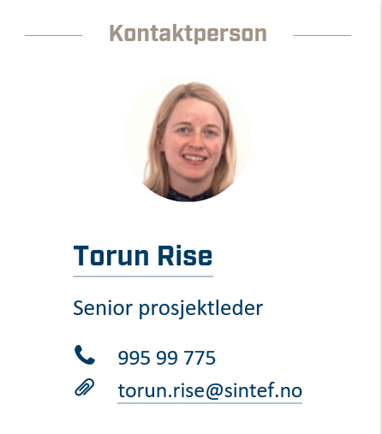 Kontaktperson
Torun Rise
Senior prosjektleder
995 99 775
torun.rise@sintef.no